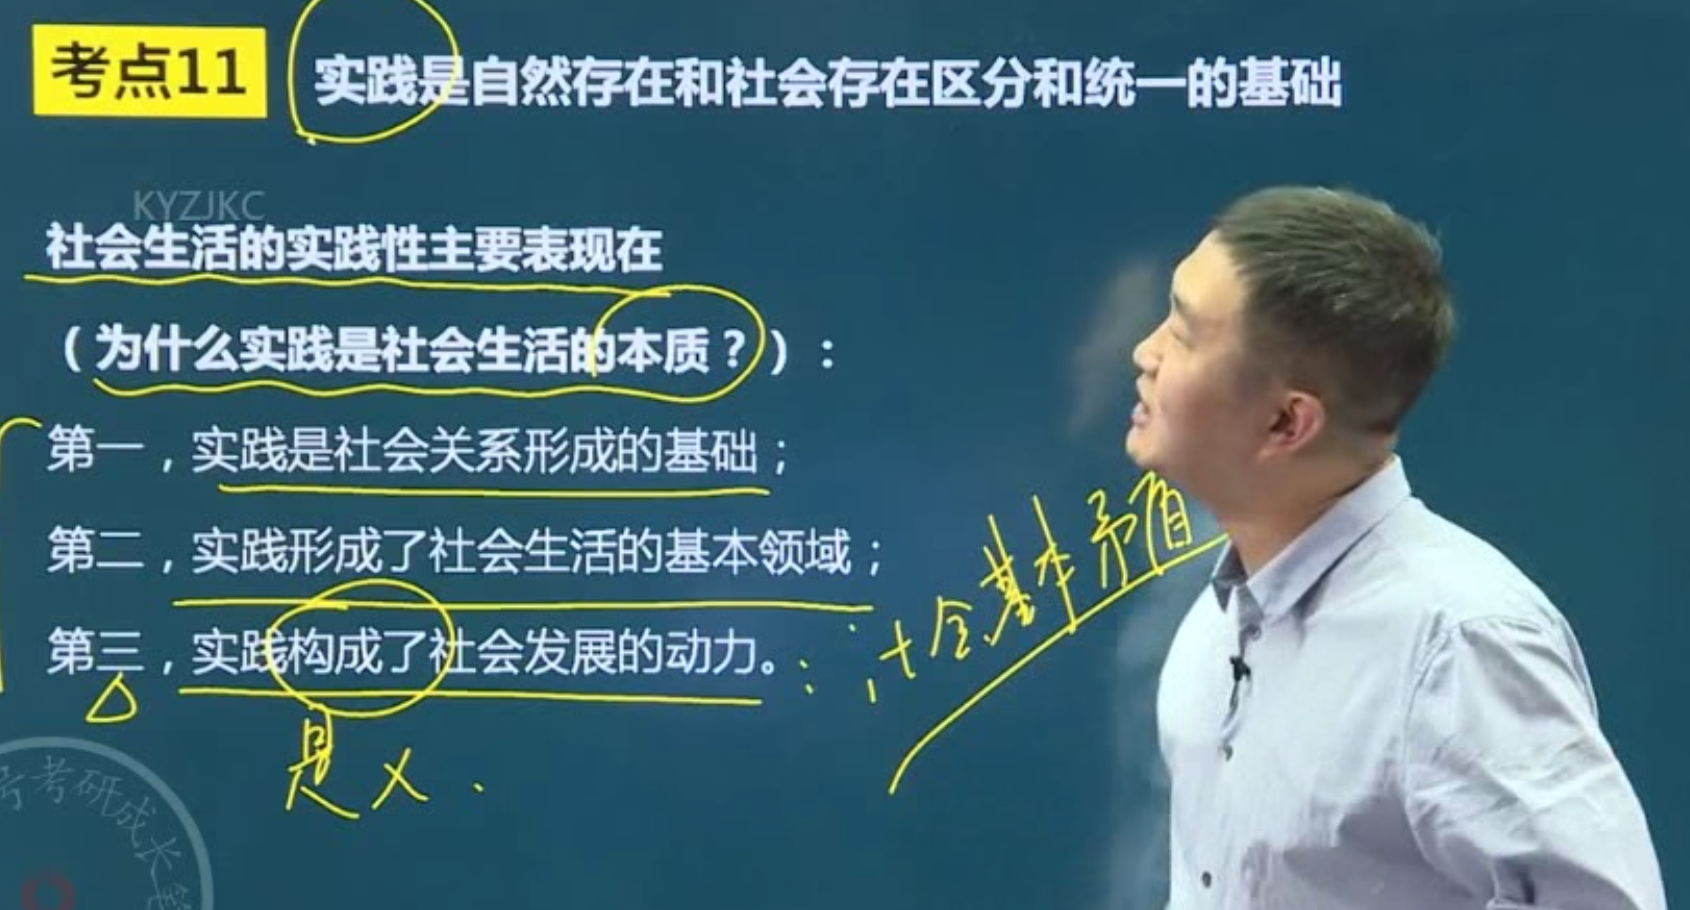 考点11
实践是自然存在和社会存在区分和统一的基础
KYZJKC
社会生活的实践性主要表现在
（为什么实践是社会生活的本质？）：
第一，实践是社会关系形成的基础；
第二，实践形成了社会生活的基本领域；
第三，实践构成了社会发展的动力。：
社会基本矛盾
是 ×
考研成长笔